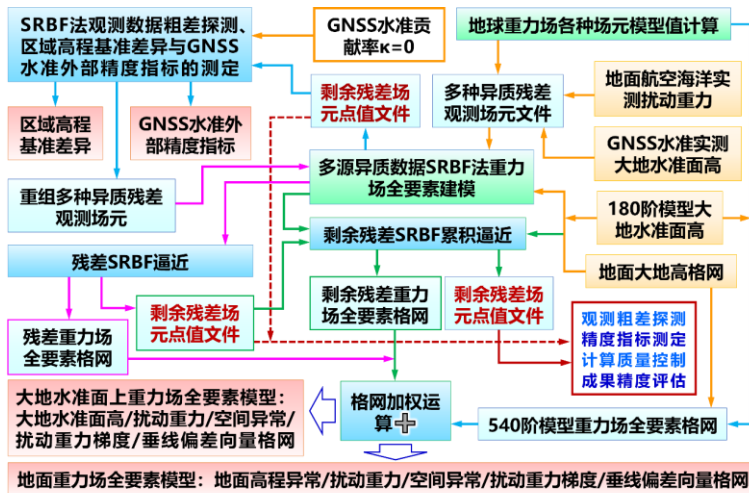 SRBF法观测数据粗差探测、
区域高程基准差异与GNSS
水准外部精度指标的测定
GNSS水准贡
献率κ=0
地球重力场各种场元模型值计算
剩余残差场
元点值文件
多种异质残差
观测场元文件
地面航空海洋实
测扰动重力
区域高程
基准差异
GNSS水准外
部精度指标
GNSS水准实测
大地水准面高
重组多种异质残差
观测场元
多源异质数据SRBF法重力
场全要素建模
180阶模型大
地水准面高
剩余残差SRBF累积逼近
残差SRBF逼近
地面大地高格网
剩余残差场
元点值文件
剩余残差重力
场全要素格网
剩余残差场
元点值文件
观测粗差探测
精度指标测定
计算质量控制
成果精度评估
残差重力场
全要素格网
大地水准面上重力场全要素模型：
大地水准面高/扰动重力/空间异常/
扰动重力梯度/垂线偏差向量格网
格网加权运
算＋
540阶模型重力场全要素格网
地面重力场全要素模型：地面高程异常/扰动重力/空间异常/扰动重力梯度/垂线偏差向量格网